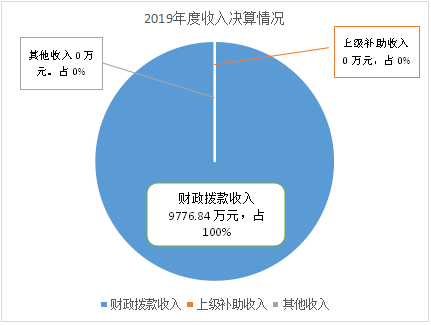 2019年度收入决算情况
其他收入 0 万
元。占 0%
上级补助收入
0 万元，占 0%
财政拨款收入
9776.84 万元，占
100%
财政拨款收入 上级补助收入 其他收入